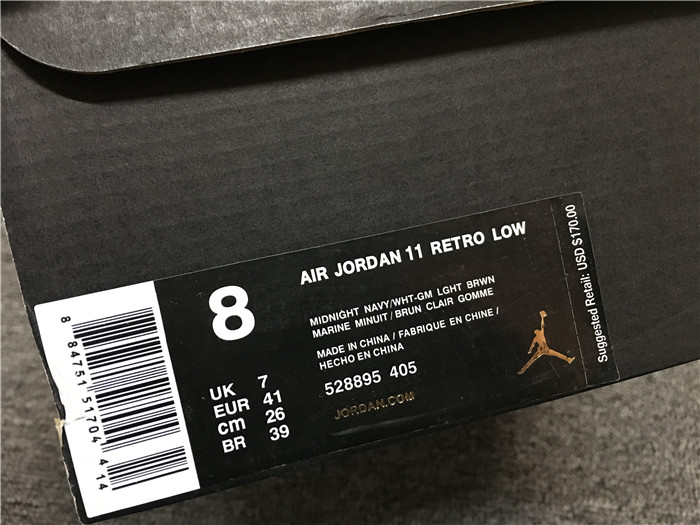 AIR JORDAN 11 RETRO LOW
8
MIDNIGHT NAVY/WHT-GM LGHT BRWN
MARINE MINUIT/BRUN CLAIR GOMME
MADE IN CHINA / FABRIQUE EN CHINE /
HECHO EN CHINA
528895 405
JORDAN.COM
UK 7
EUR 41
cm 26
BR 39
Suggested Retail: USD $170.00
8 84751 51704 414